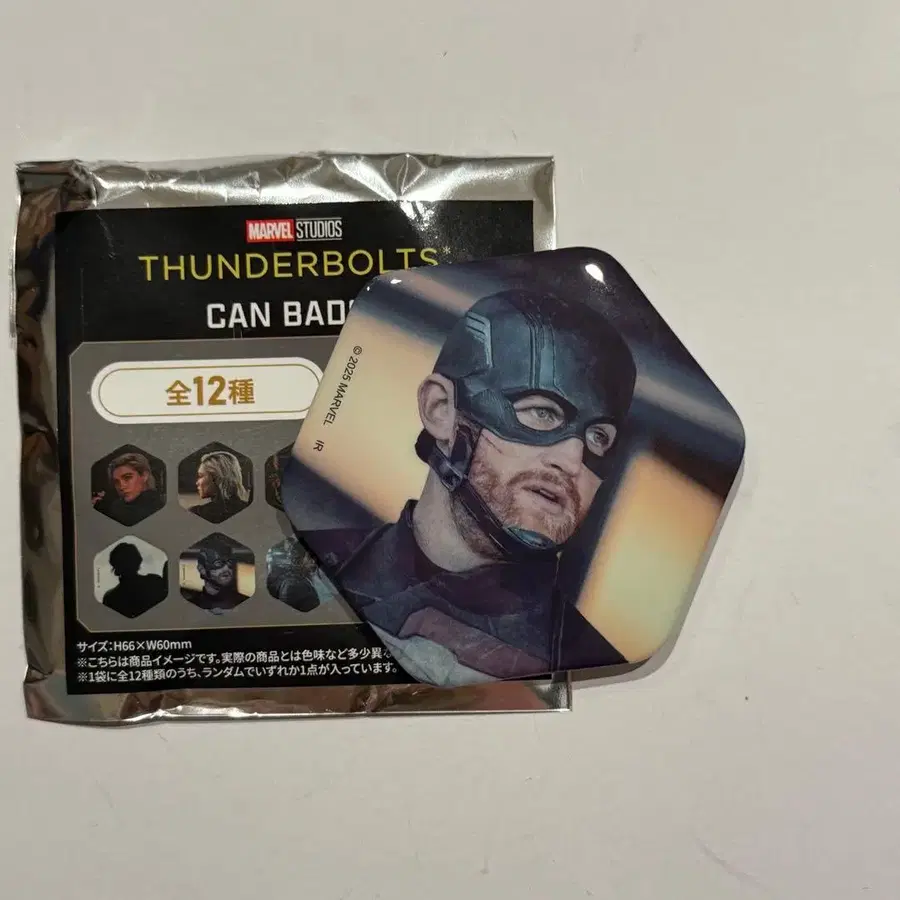 MARVEL STUDIOS
THUNDERBOLTS*
CAN BAD
全12種
© 2025 MARVEL IR
サイズ:H66×W60mm
※こちらは商品イメージです。実際の商品とは色味など多少異
※1袋に全12種類のうち、ランダムでいずれか1点が入っています。